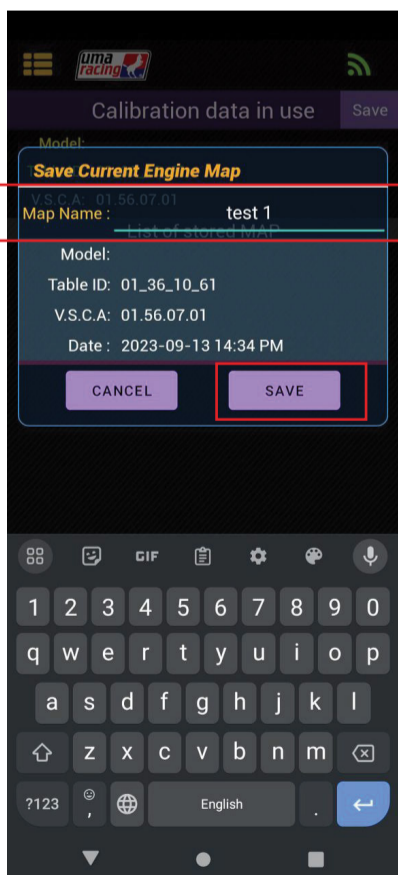 uma
racing
Calibration data in use Save
Model:
Save Current Engine Map
V.S.C.A: 01.56.07.01
Map Name : test 1
List of stored MAP
Model:
Table ID: 01_36_10_61
V.S.C.A: 01.56.07.01
Date : 2023-09-13 14:34 PM
CANCEL SAVE
GIF
1 2 3 4 5 6 7 8 9 0
q w e r t y u i o p
a s d f g h j k l
z x c v b n m
?123 , English .